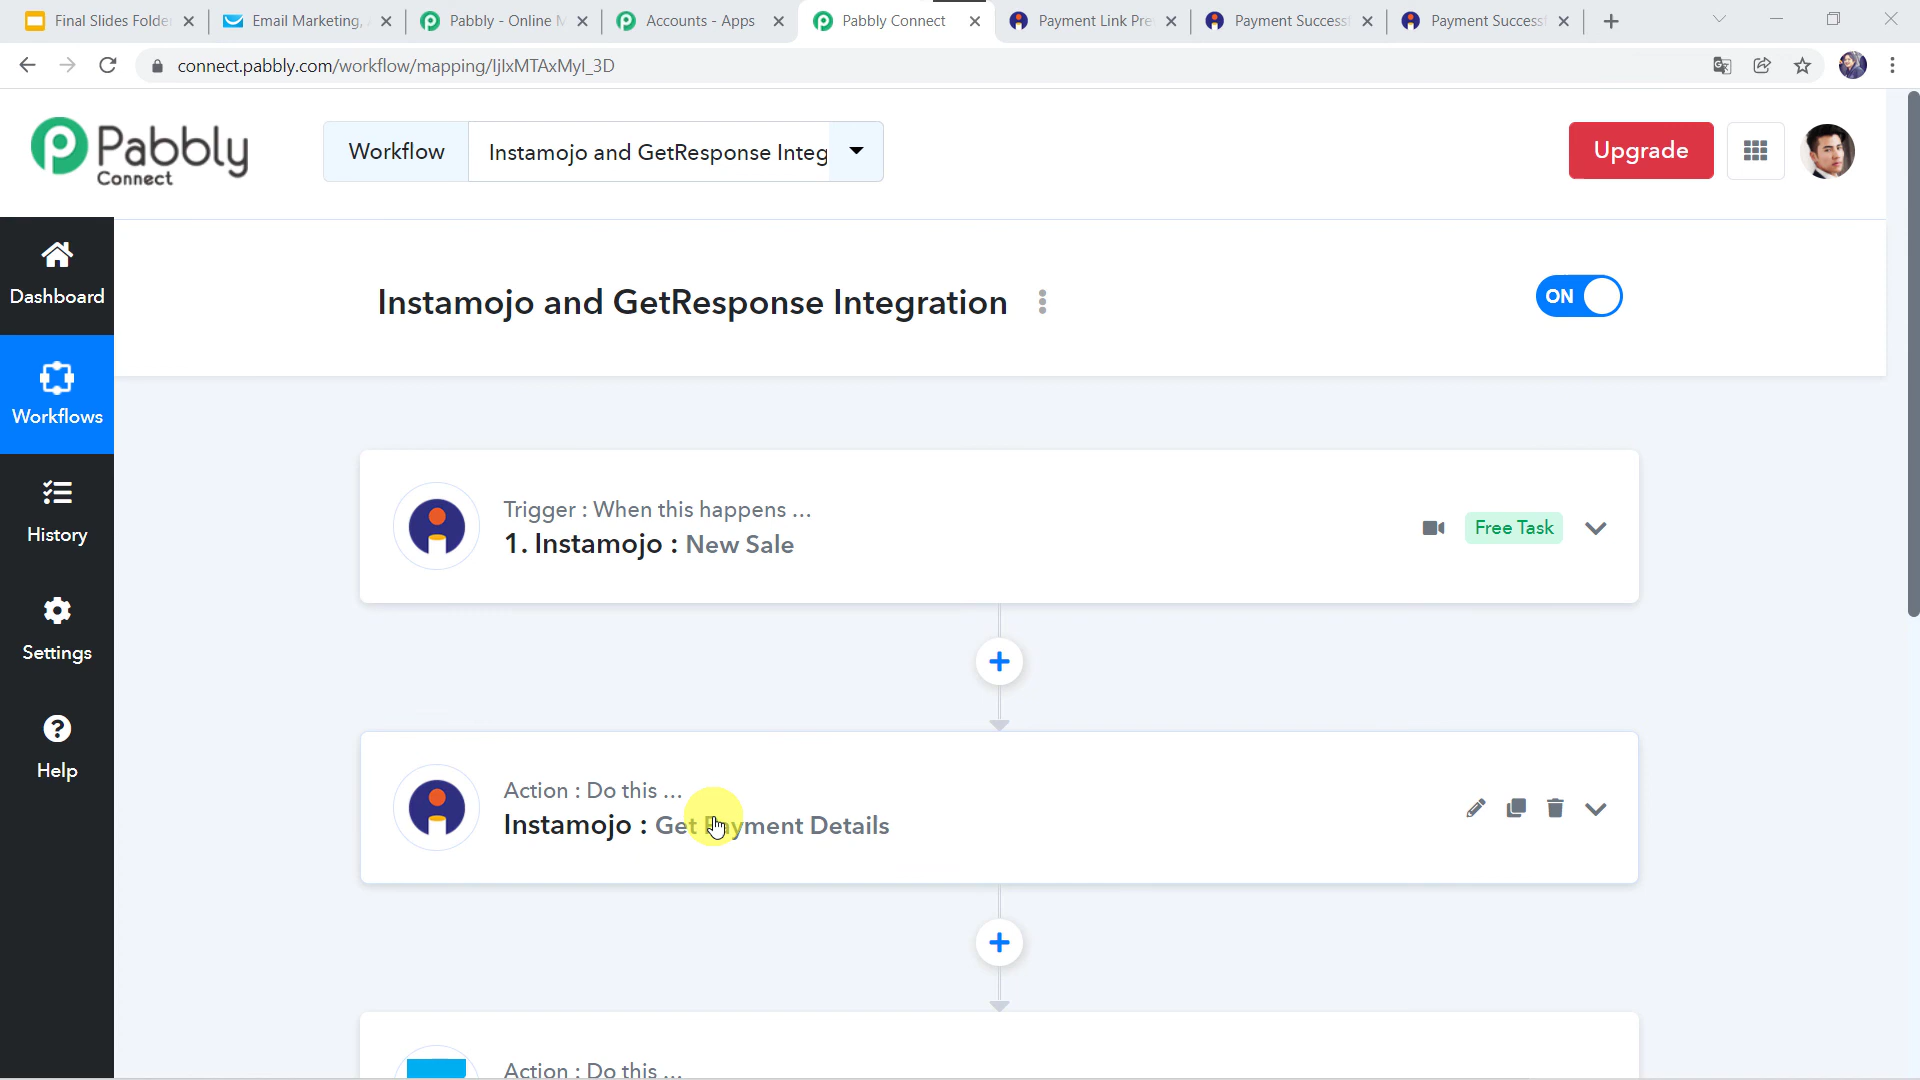 Final Slides Folde
Email Marketing,
Pabbly - Online M
Accounts - Apps
Pabbly Connect
Payment Link Pre
Payment Success
Payment Success
connect.pabbly.com/workflow/mapping/IjIxMTAxMyI_3D
Pabbly
Connect
Workflow
Instamojo and GetResponse Integ
Upgrade
Dashboard
Workflows
History
Settings
Help
Instamojo and GetResponse Integration
ON
Trigger : When this happens ...
1. Instamojo : New Sale
Free Task
Action : Do this ...
Instamojo : Get Payment Details
Action : Do this ...